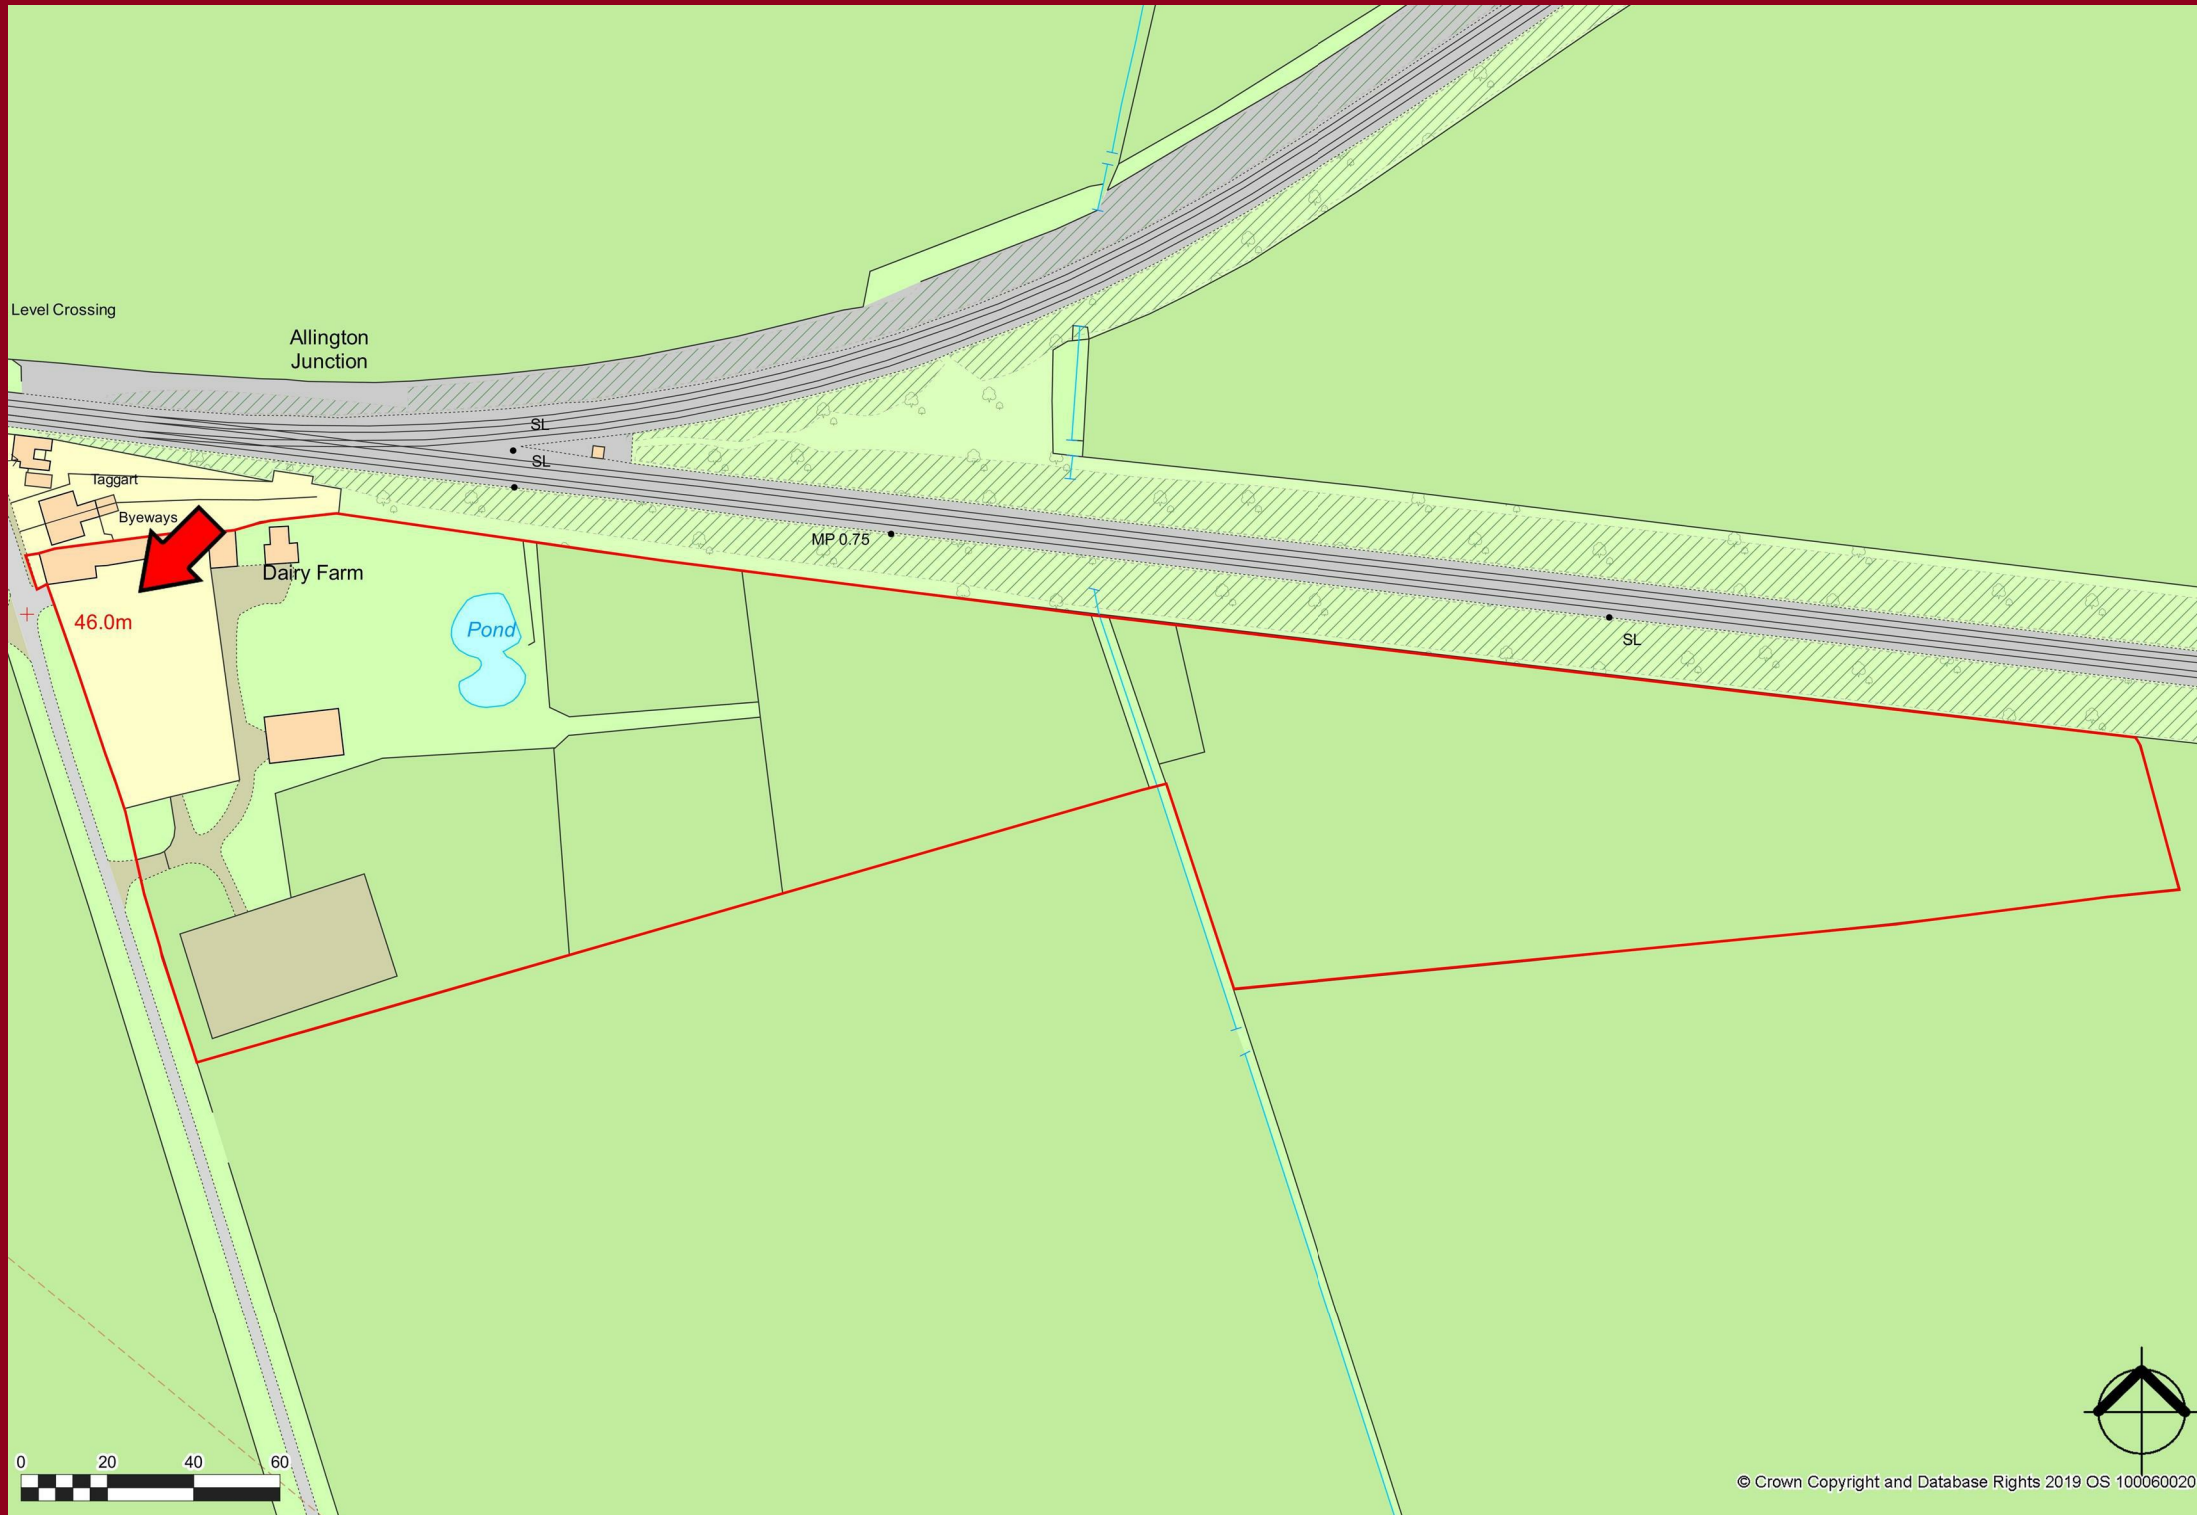 Level Crossing
Allington
Junction
SL
SL
Taggart
Byeways
MP 0.75
Dairy Farm
46.0m
Pond
SL
0 20 40 60
© Crown Copyright and Database Rights 2019 OS 100060020